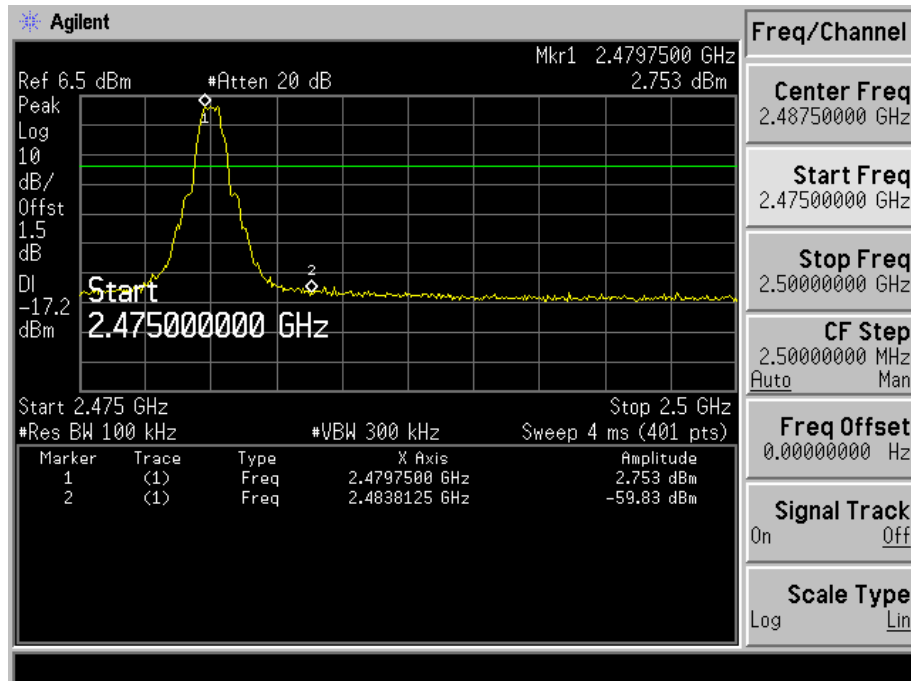 Agilent
Freq/Channel
Mkr1 2.4797500 GHz
Ref 6.5 dBm #Atten 20 dB 2.753 dBm
Peak
Log
10
dB/
Offst
1.5
dB
DI
-17.2
dBm
1
2
Start
2.475000000 GHz
Start 2.475 GHz Stop 2.5 GHz
#Res BW 100 kHz #VBW 300 kHz Sweep 4 ms (401 pts)
Marker Trace Type X Axis Amplitude
1 (1) Freq 2.4797500 GHz 2.753 dBm
2 (1) Freq 2.4838125 GHz -59.83 dBm
Center Freq
2.48750000 GHz
Start Freq
2.47500000 GHz
Stop Freq
2.50000000 GHz
CF Step
2.50000000 MHz
Auto Man
Freq Offset
0.00000000 Hz
Signal Track
On Off
Scale Type
Log Lin